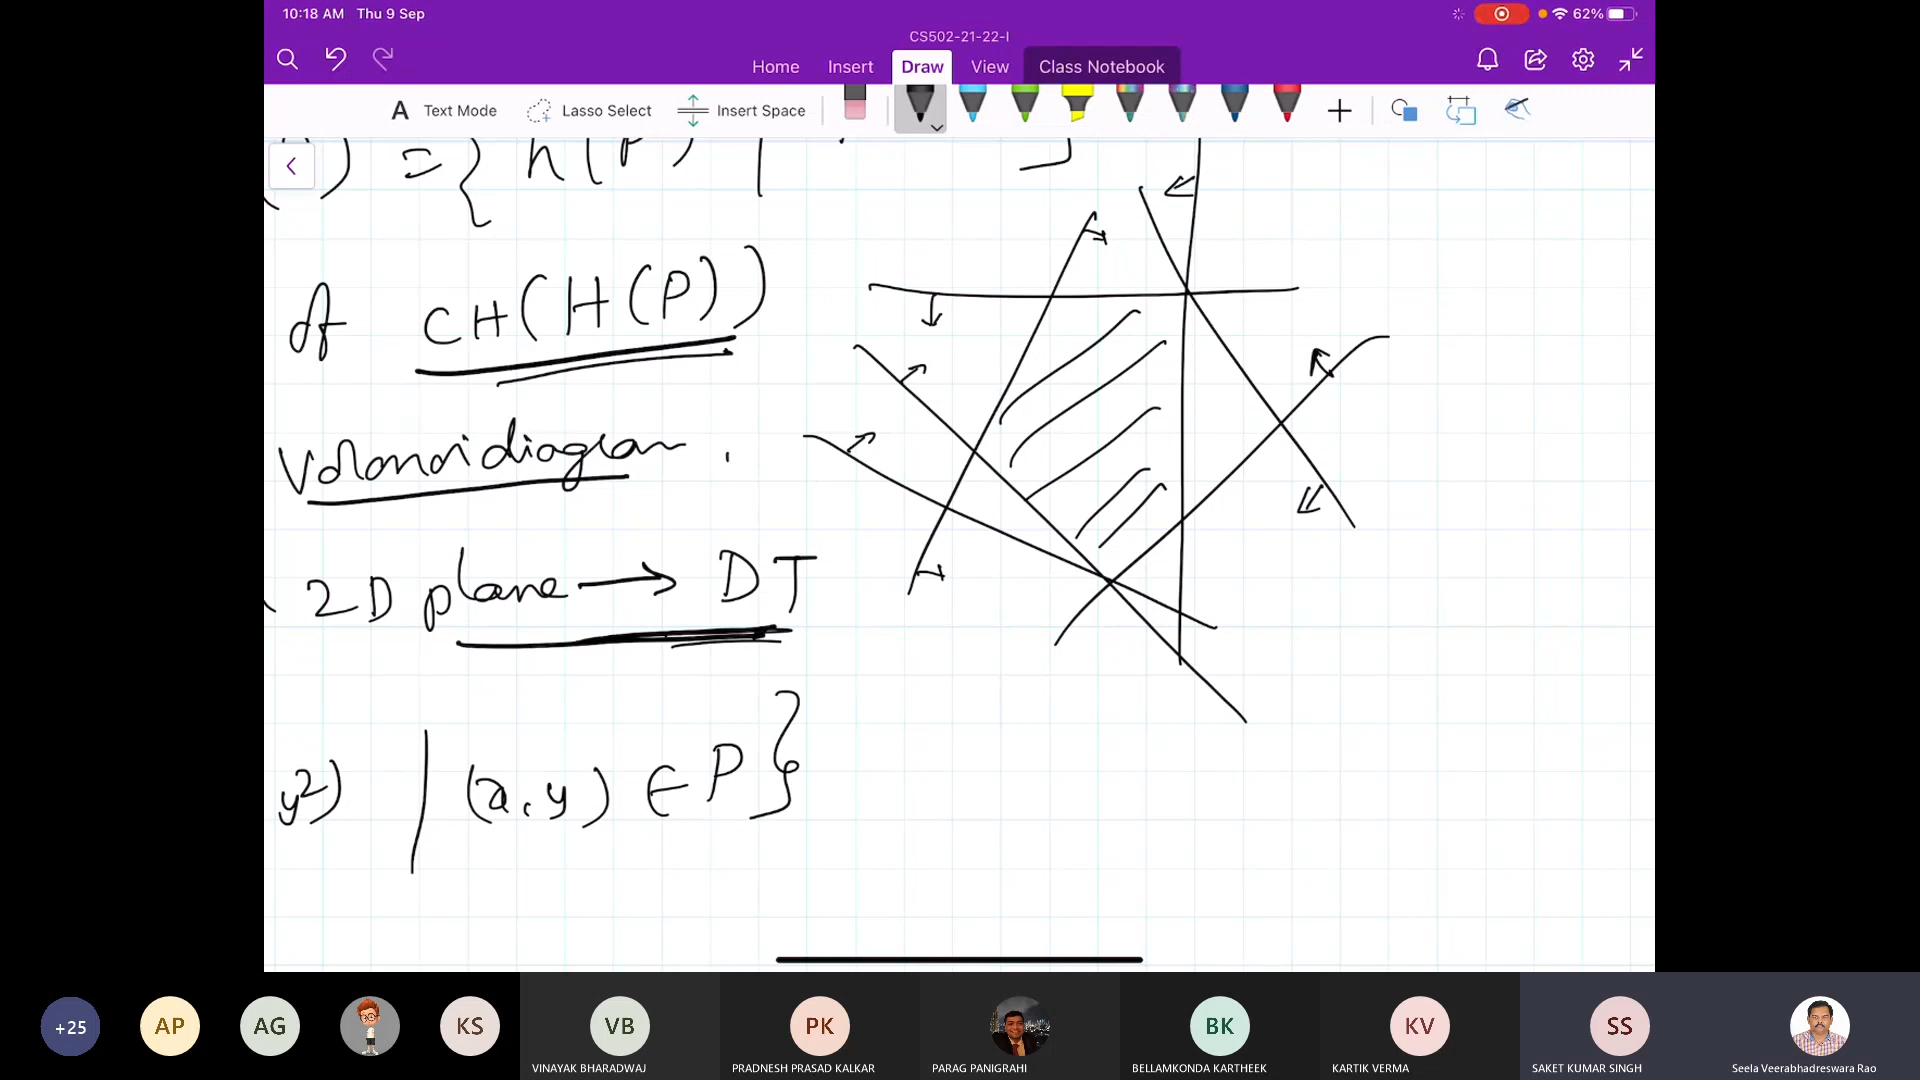 10:18 AM Thu 9 Sep
62%
CS502-21-22-I
Home Insert Draw View Class Notebook
A Text Mode Lasso Select Insert Space
) = { h(P) |
of CH(H(P))
Voronoi diagram.
2D plane → DT
y²) | (x, y) ∈ P}
+25 AP AG KS VB PK BK KV SS
VINAYAK BHARADWAJ PRADNESH PRASAD KALKAR PARAG PANIGRAHI BELLAMKONDA KARTHEEK KARTIK VERMA SAKET KUMAR SINGH Seela Veerabhadreswara Rao